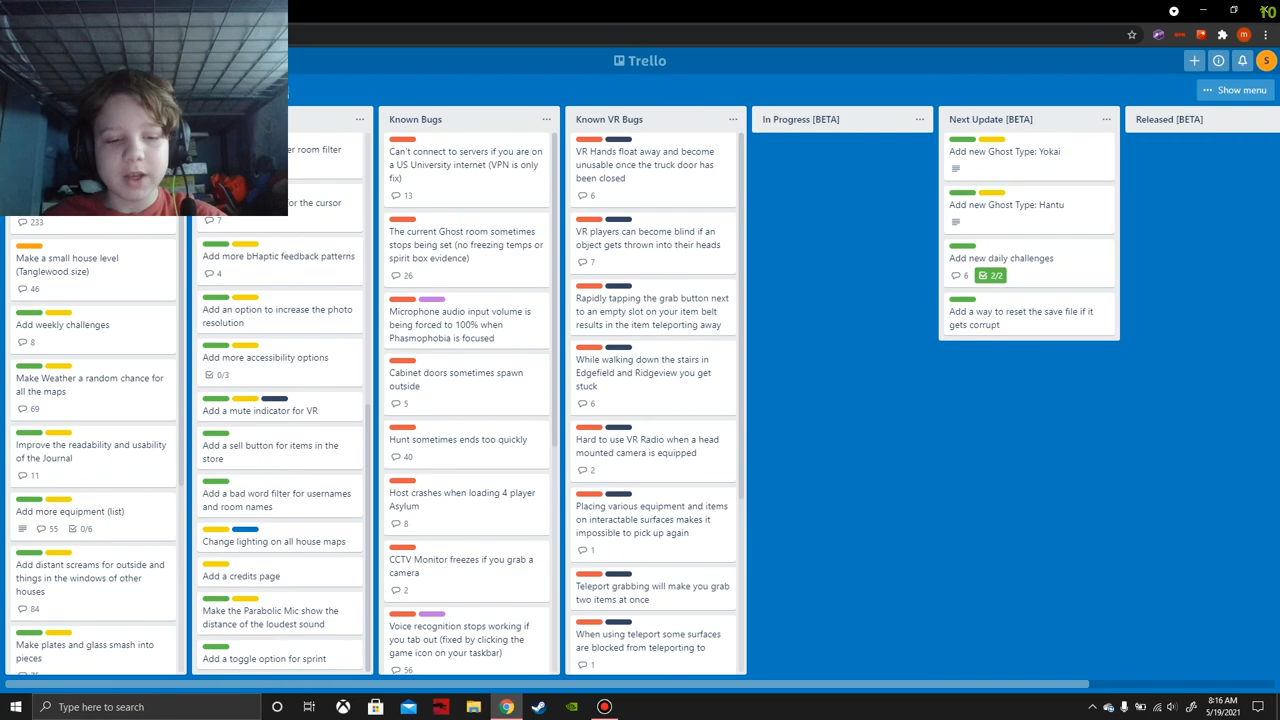 Trello
S
Show menu
233
Make a small house level
(Tanglewood size)
46
Add weekly challenges
8
Make Weather a random chance for
all the maps
69
Improve the readability and usability
of the Journal
11
Add more equipment (list)
55 0/6
Add distant screams for outside and
things in the windows of other
houses
84
Make plates and glass smash into
pieces
er room filter
for the cursor
7
Add more bHaptic feedback patterns
4
Add an option to increase the photo
resolution
Add more accessibility options
0/3
Add a mute indicator for VR
Add a sell button for items in the
store
Add a bad word filter for usernames
and room names
Change lighting on all house maps
Add a credits page
Make the Parabolic Mic show the
distance of the loudest sound
Add a toggle option for sprint
Known Bugs
Can't connect to servers if you are on
a US University internet (VPN is only
fix)
13
The current Ghost room sometimes
stops being set (no freezing temps or
spirit box evidence)
26
Microphone audio input volume is
being forced to 100% when
Phasmophobia is focused
Cabinet doors sometimes spawn
outside
5
Hunt sometimes ends too quickly
40
Host crashes when loading 4 player
Asylum
8
CCTV Monitor freezes if you grab a
camera
2
Voice recognition stops working if
you tab out (fixed by clicking the
game icon on your taskbar)
56
Known VR Bugs
VR Hands float away and become
unusable once the truck door has
been closed
6
VR players can become blind if an
object gets thrown into their heads
7
Rapidly tapping the grab button next
to an empty slot on your item belt
results in the item teleporting away
While walking down the stairs in
Edgefield and Ridgeview you get
stuck
6
Hard to use VR Radio when a head
mounted camera is equipped
2
Placing various equipment and items
on interactable surfaces makes it
impossible to pick up again
1
Teleport grabbing will make you grab
two items at once
When using teleport some surfaces
are blocked from teleporting to
1
In Progress [BETA]
Next Update [BETA]
Add new Ghost Type: Yokai
Add new Ghost Type: Hantu
Add new daily challenges
6 2/2
Add a way to reset the save file if it
gets corrupt
Released [BETA]
Type here to search
8:16 AM
5/19/2021